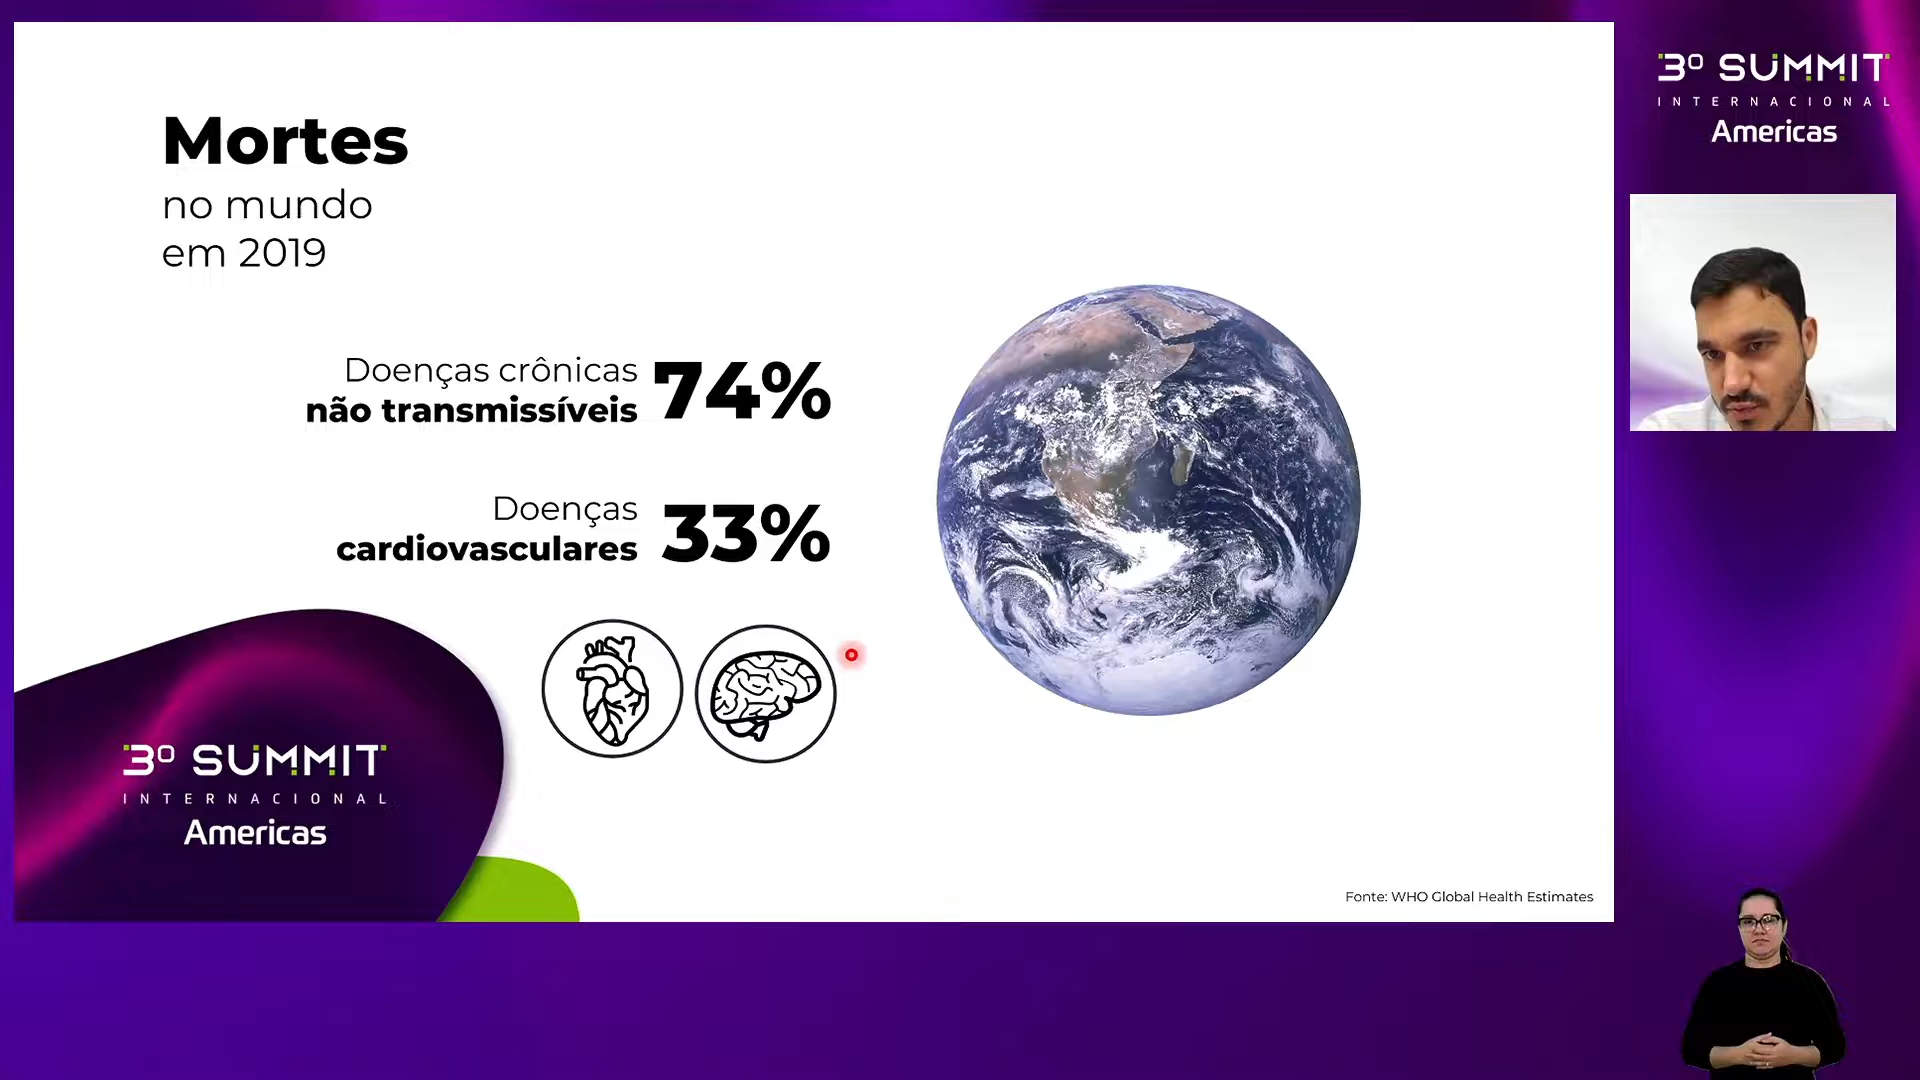 Mortes
no mundo
em 2019
Doenças crônicas
não transmissíveis 74%
Doenças
cardiovasculares 33%
3º SUMMIT
INTERNACIONAL
Americas
Fonte: WHO Global Health Estimates
3º SUMMIT
INTERNACIONAL
Americas